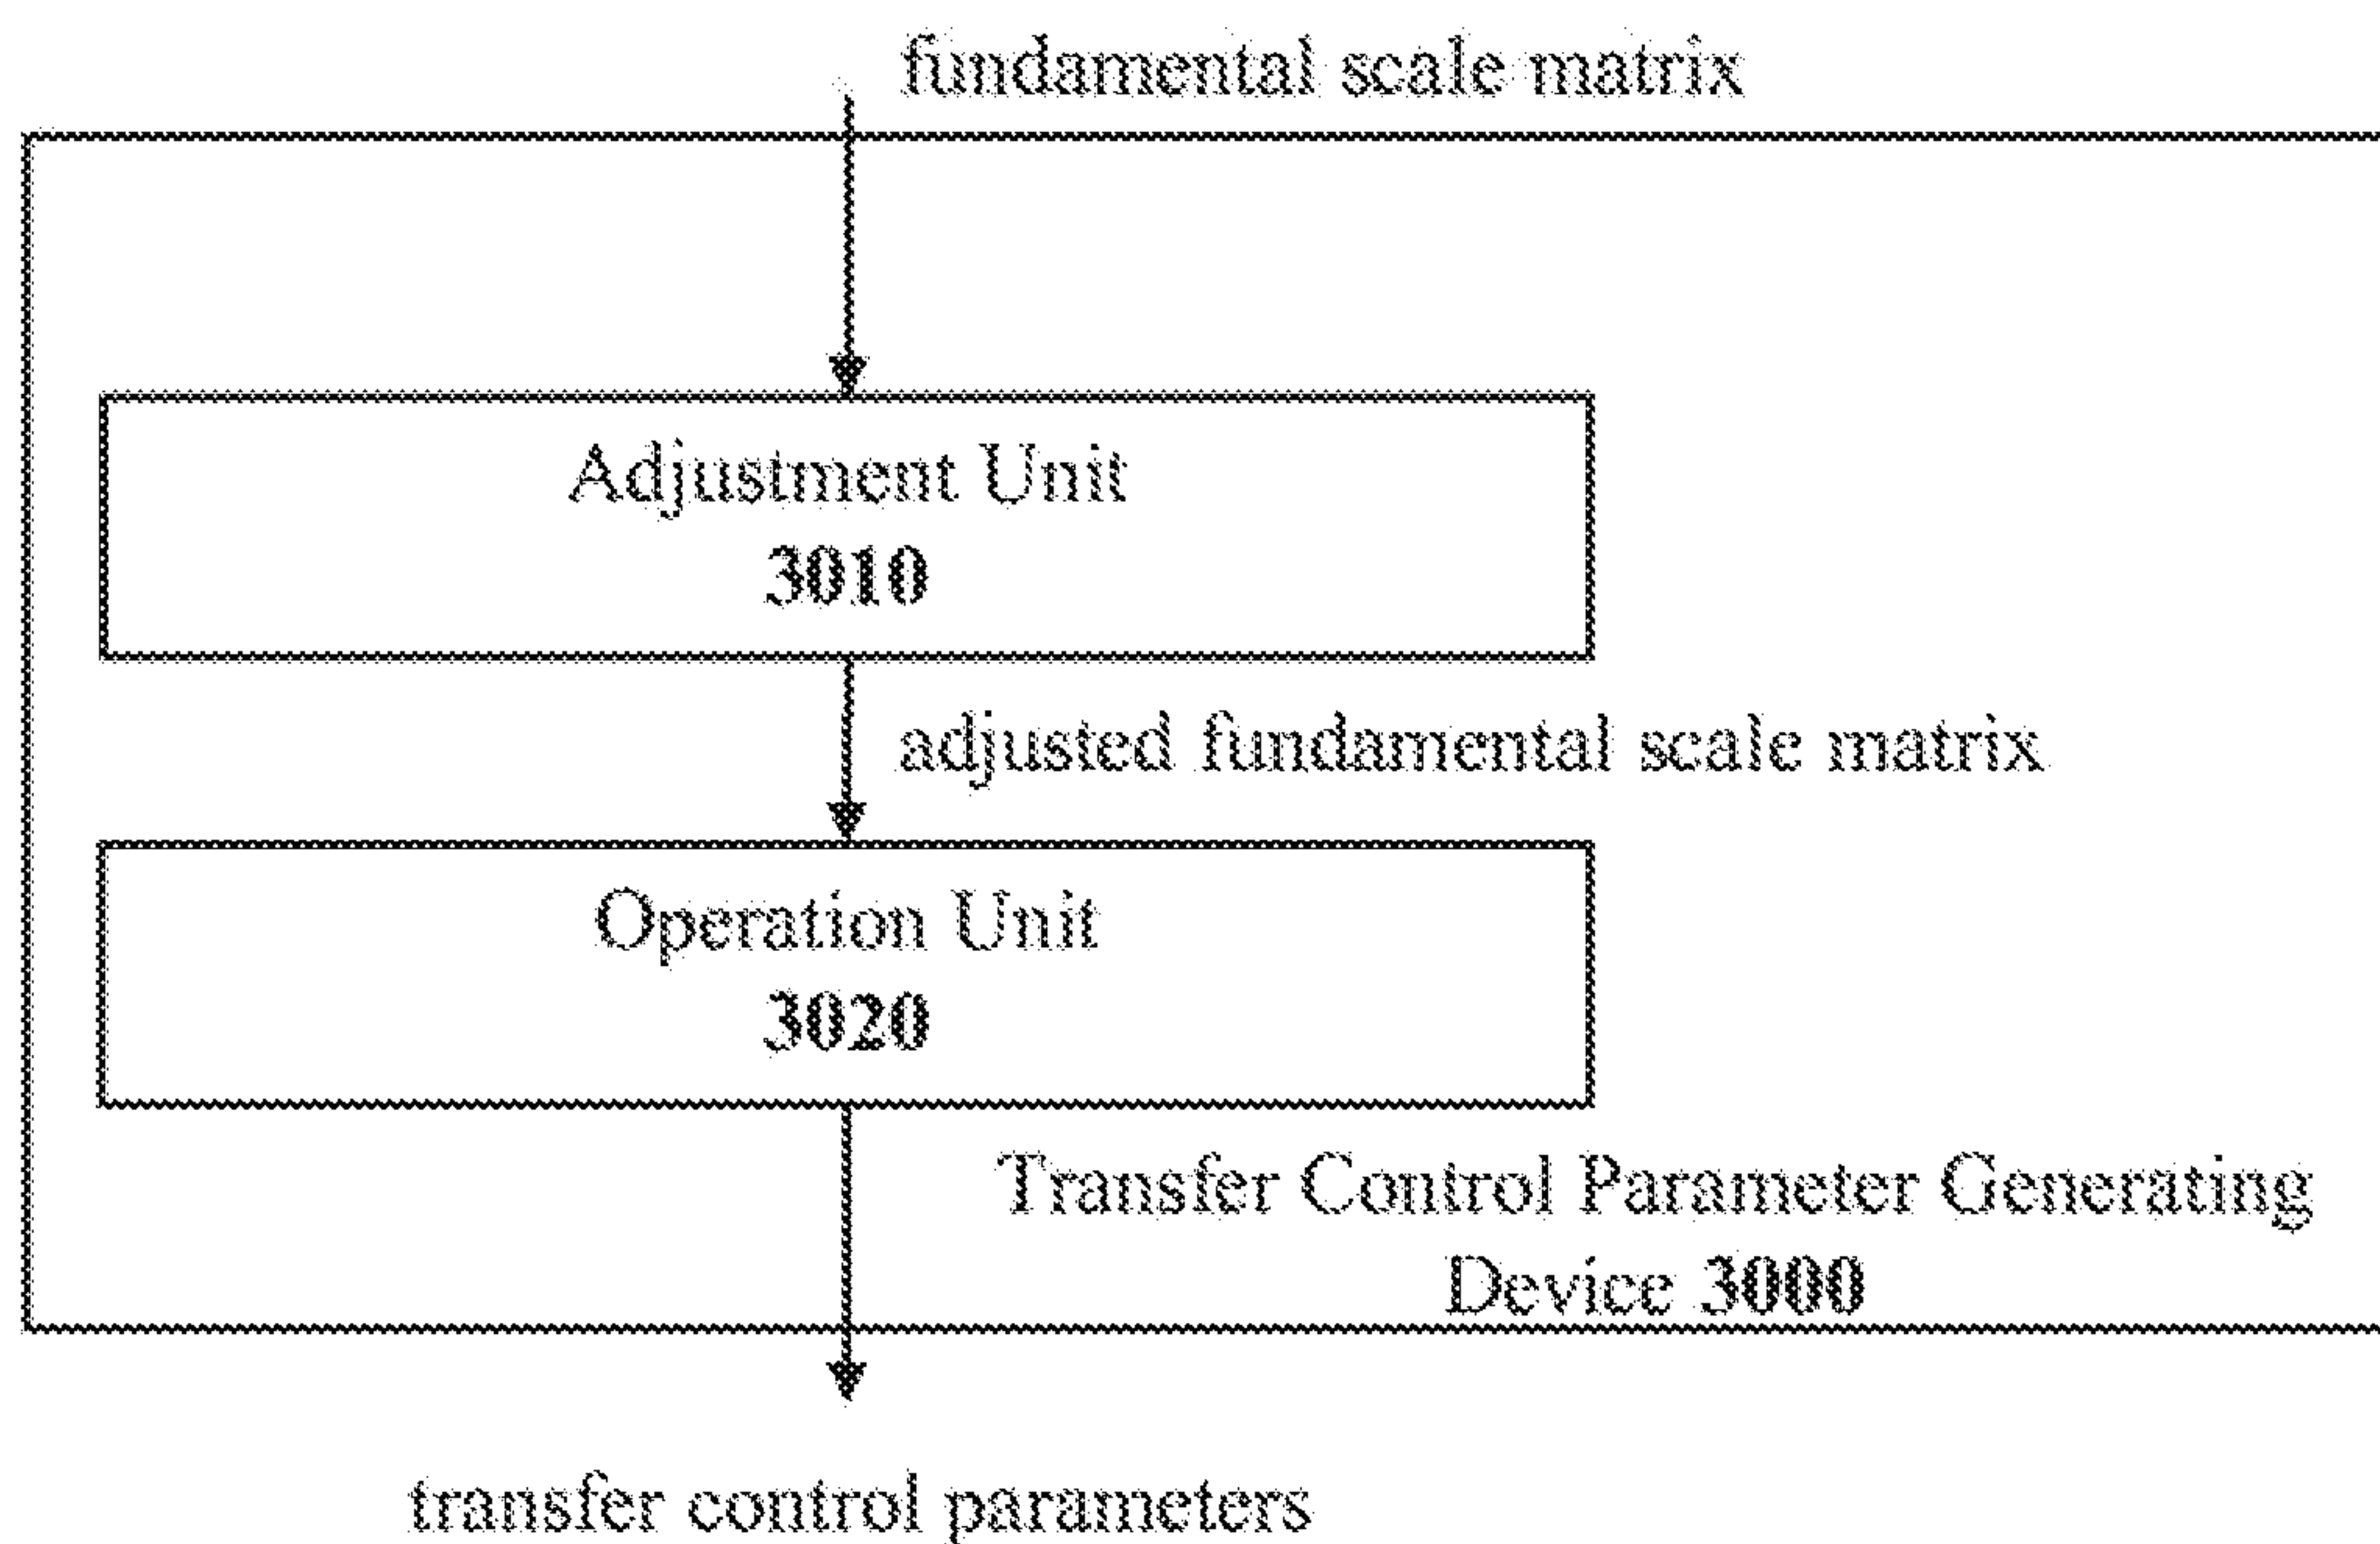 fundamental scale matrix
Adjustment Unit
3010
adjusted fundamental scale matrix
Operation Unit
3020
Transfer Control Parameter Generating
Device 3000
transfer control parameters